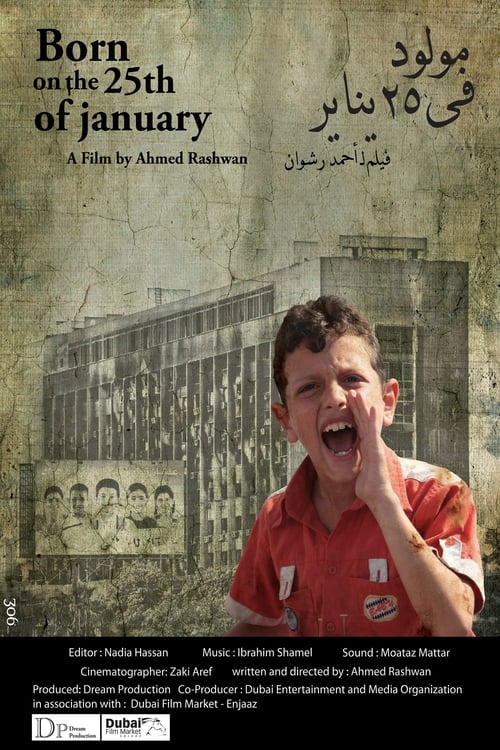 Born
on the 25th
of january
A Film by Ahmed Rashwan
مولود
فى ٢٥ يناير
فيلم لـ أحمد رشوان
306
Editor : Nadia Hassan Music : Ibrahim Shamel Sound : Moataz Mattar
Cinematographer: Zaki Aref written and directed by : Ahmed Rashwan
Produced: Dream Production Co-Producer : Dubai Entertainment and Media Organization
in association with : Dubai Film Market - Enjaaz
DP Dream
Production
Dubai
Film Market